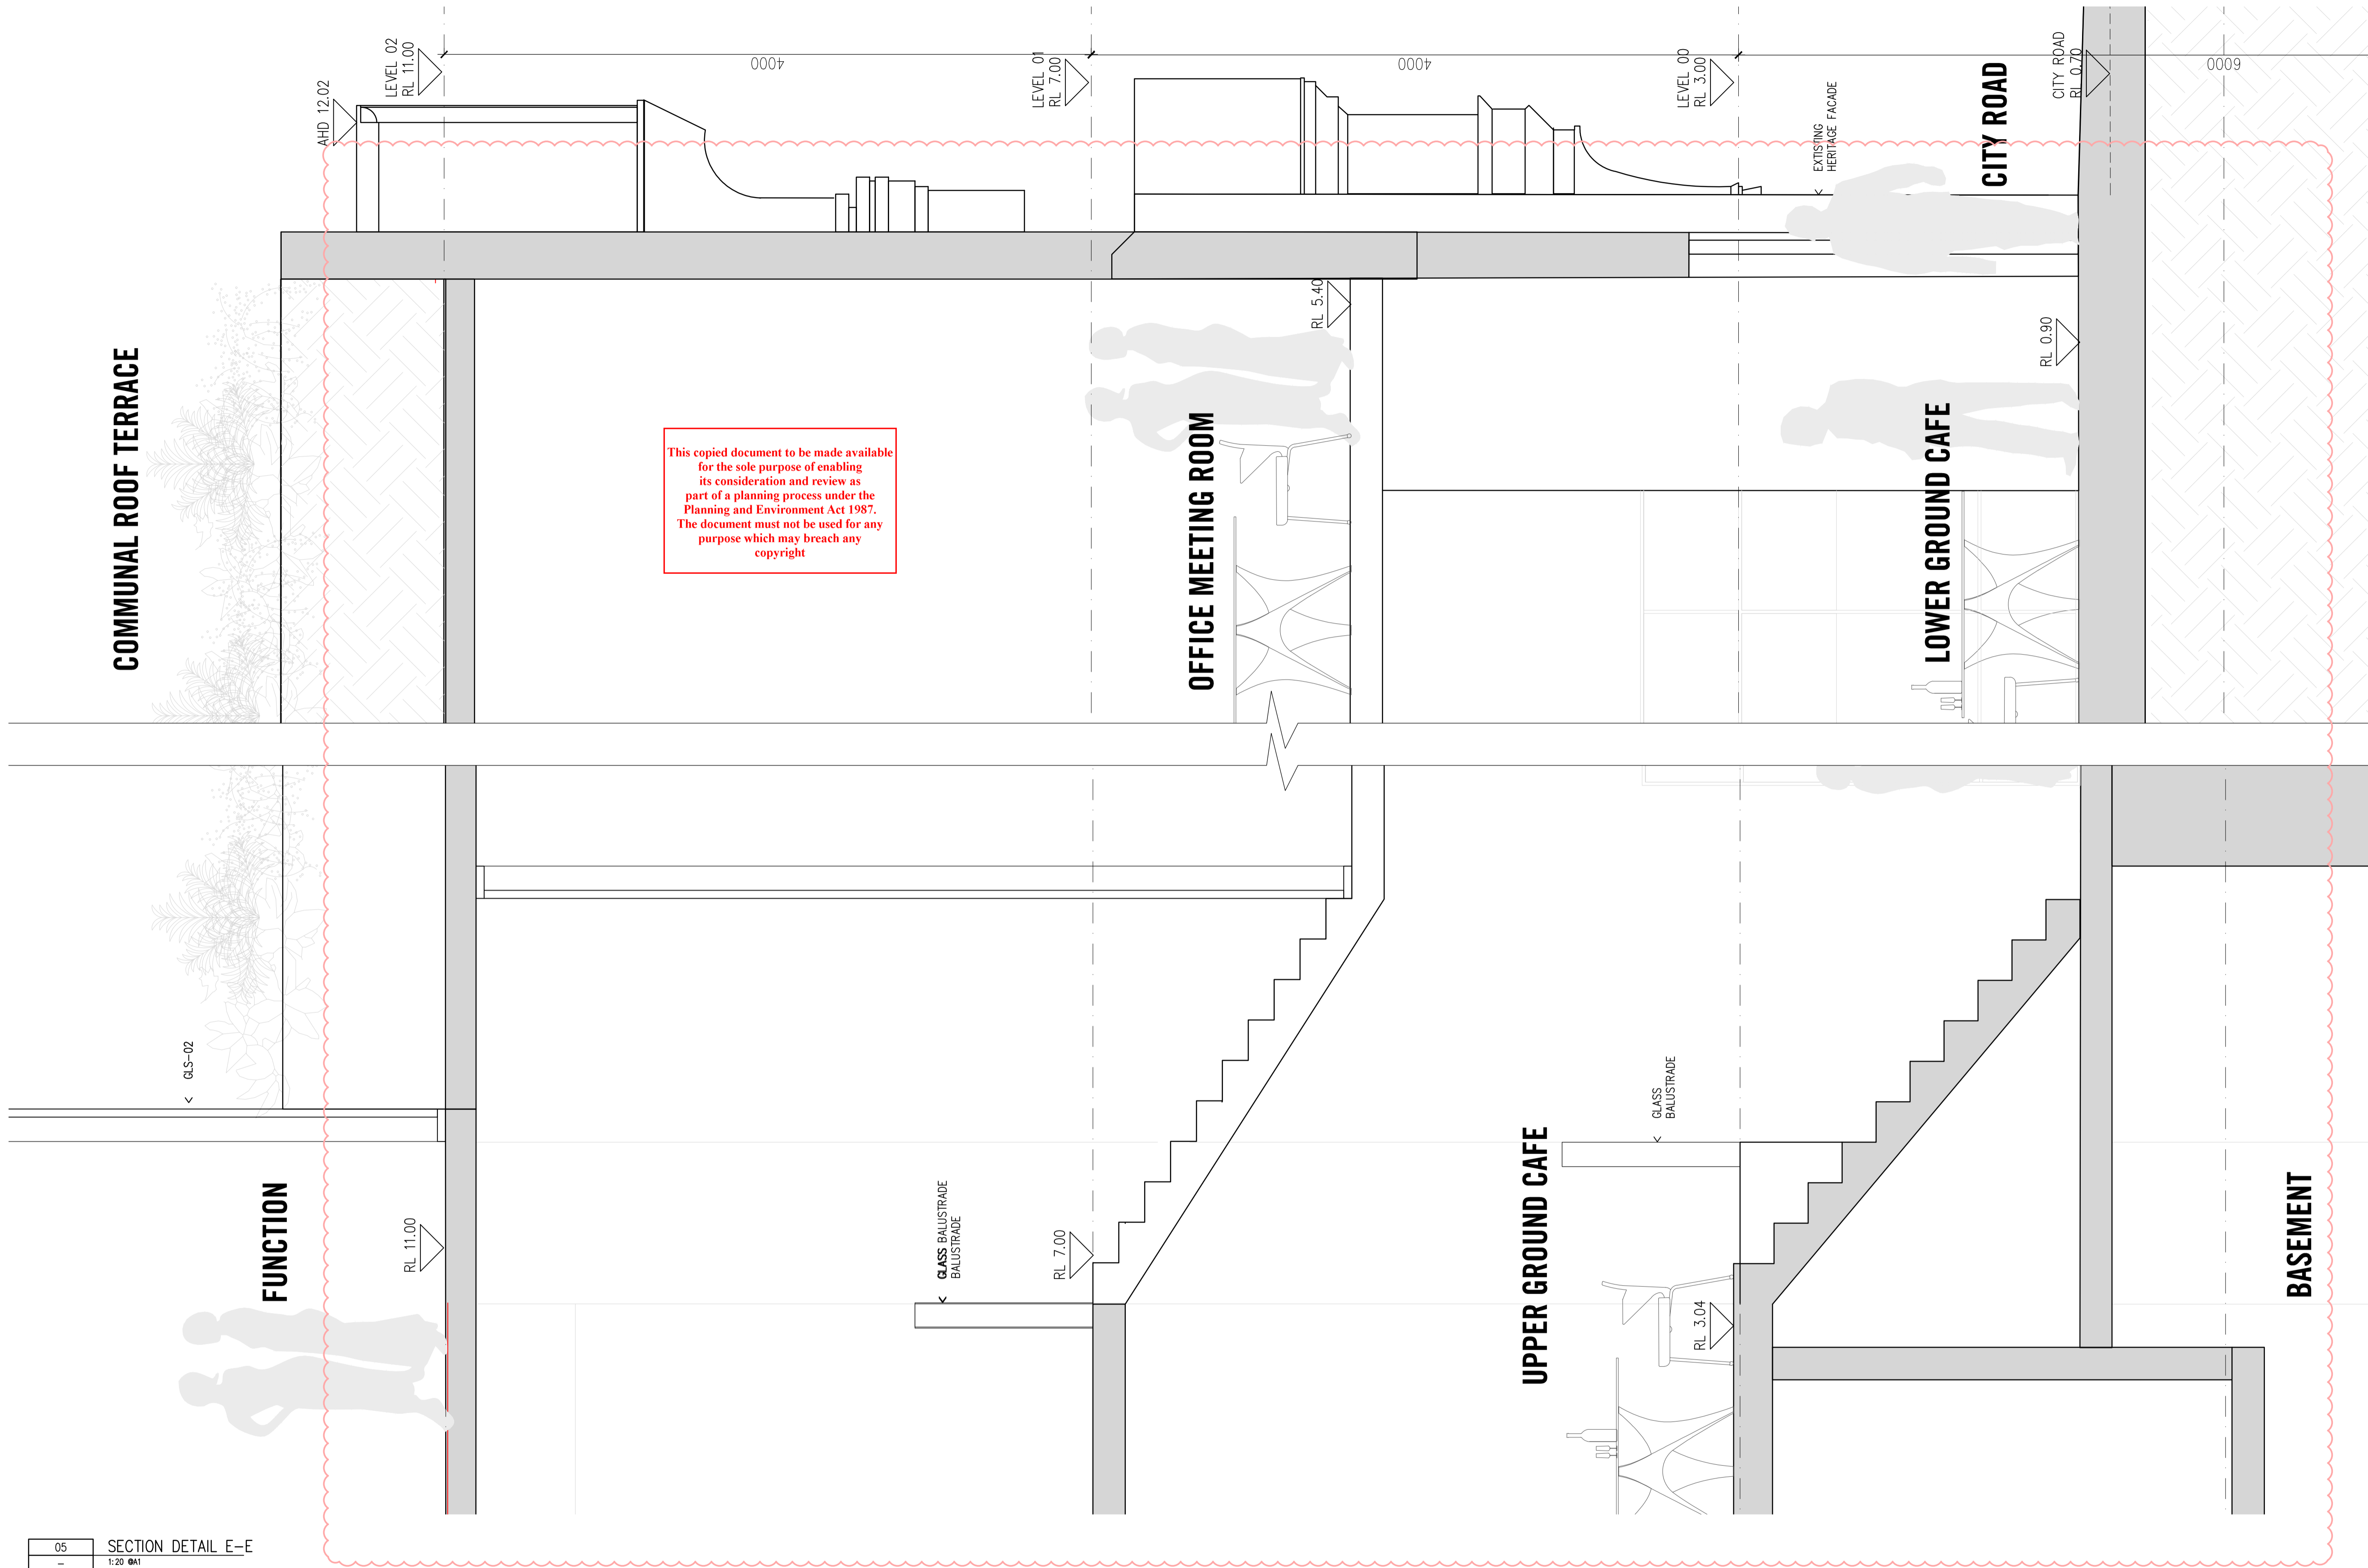 AHD 12.02
LEVEL 02
RL 11.00
4000
LEVEL 01
RL 7.00
4000
LEVEL 00
RL 3.00
EXTISTING
HERITAGE FACADE
CITY ROAD
CITY ROAD
RL 0.70
6000
COMMUNAL ROOF TERRACE
This copied document to be made available
for the sole purpose of enabling
its consideration and review as
part of a planning process under the
Planning and Environment Act 1987.
The document must not be used for any
purpose which may breach any
copyright
OFFICE MEETING ROOM
RL 5.40
LOWER GROUND CAFE
RL 0.90
GLS-02
FUNCTION
RL 11.00
GLASS BALUSTRADE
BALUSTRADE
RL 7.00
UPPER GROUND CAFE
GLASS
BALUSTRADE
RL 3.04
BASEMENT
05
SECTION DETAIL E-E
-
1:20 @A1